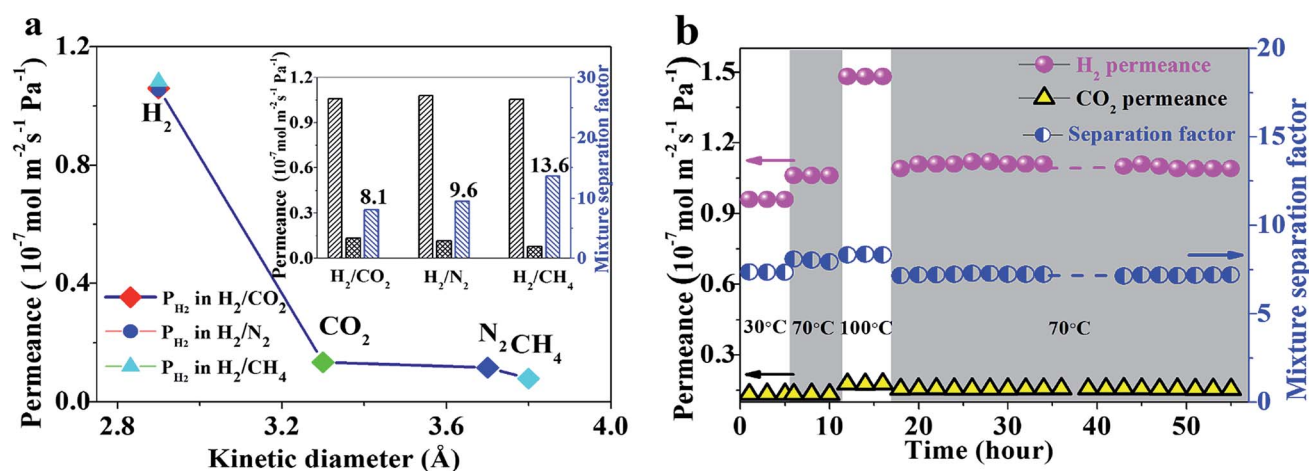 a
Permeance ( 10⁻⁷ mol m⁻² s⁻¹ Pa⁻¹)
1.2
0.8
0.4
0.0
2.8 3.2 3.6 4.0
Kinetic diameter (Å)
H₂
CO₂
N₂ CH₄
P_H2 in H₂/CO₂
P_H2 in H₂/N₂
P_H2 in H₂/CH₄
Permeance (10⁻⁷ mol m⁻² s⁻¹ Pa⁻¹)
1.2
0.9
0.6
0.3
0.0
8.1
9.6
13.6
H₂/CO₂ H₂/N₂ H₂/CH₄
30
20
10
0
Mixture separation factor
b
Permeance (10⁻⁷ mol m⁻² s⁻¹ Pa⁻¹)
1.5
1.2
0.9
0.6
0.3
H₂ permeance
CO₂ permeance
Separation factor
30°C 70°C 100°C 70°C
0 10 20 30 40 50
Time (hour)
20
15
10
5
0
Mixture separation factor